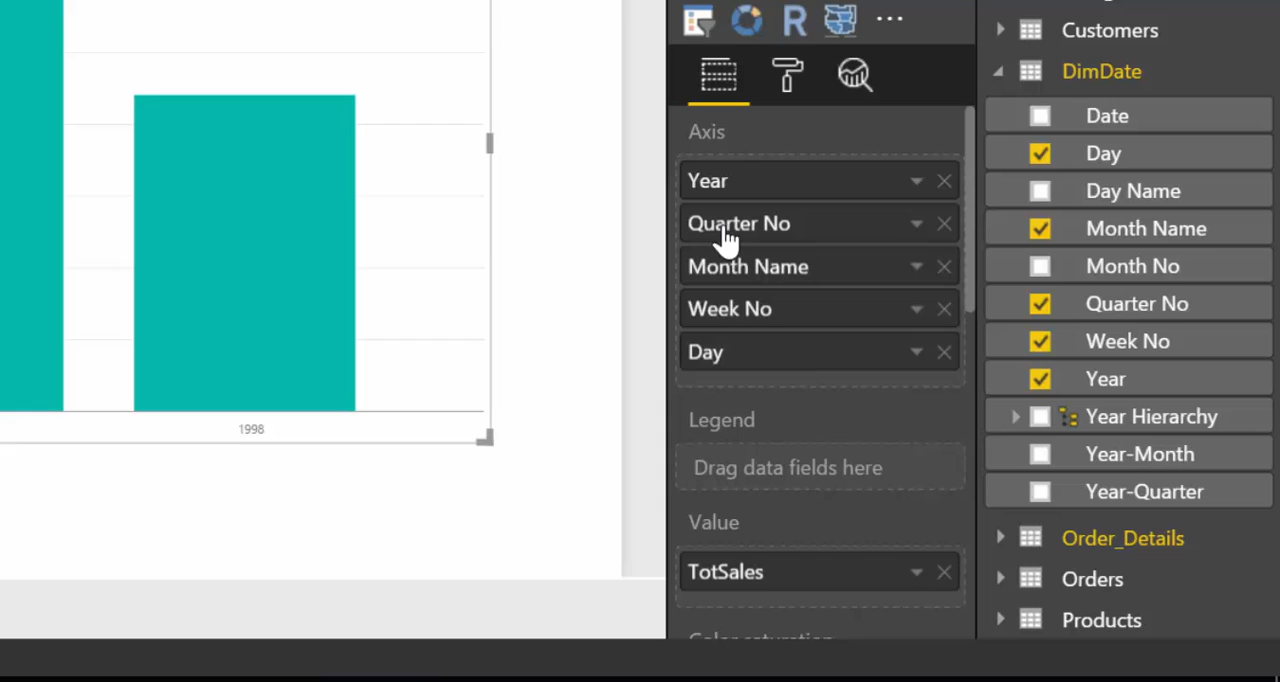 1998
R
Axis
Year
Quarter No
Month Name
Week No
Day
Legend
Drag data fields here
Value
TotSales
Color saturation
Customers
DimDate
Date
Day
Day Name
Month Name
Month No
Quarter No
Week No
Year
Year Hierarchy
Year-Month
Year-Quarter
Order_Details
Orders
Products